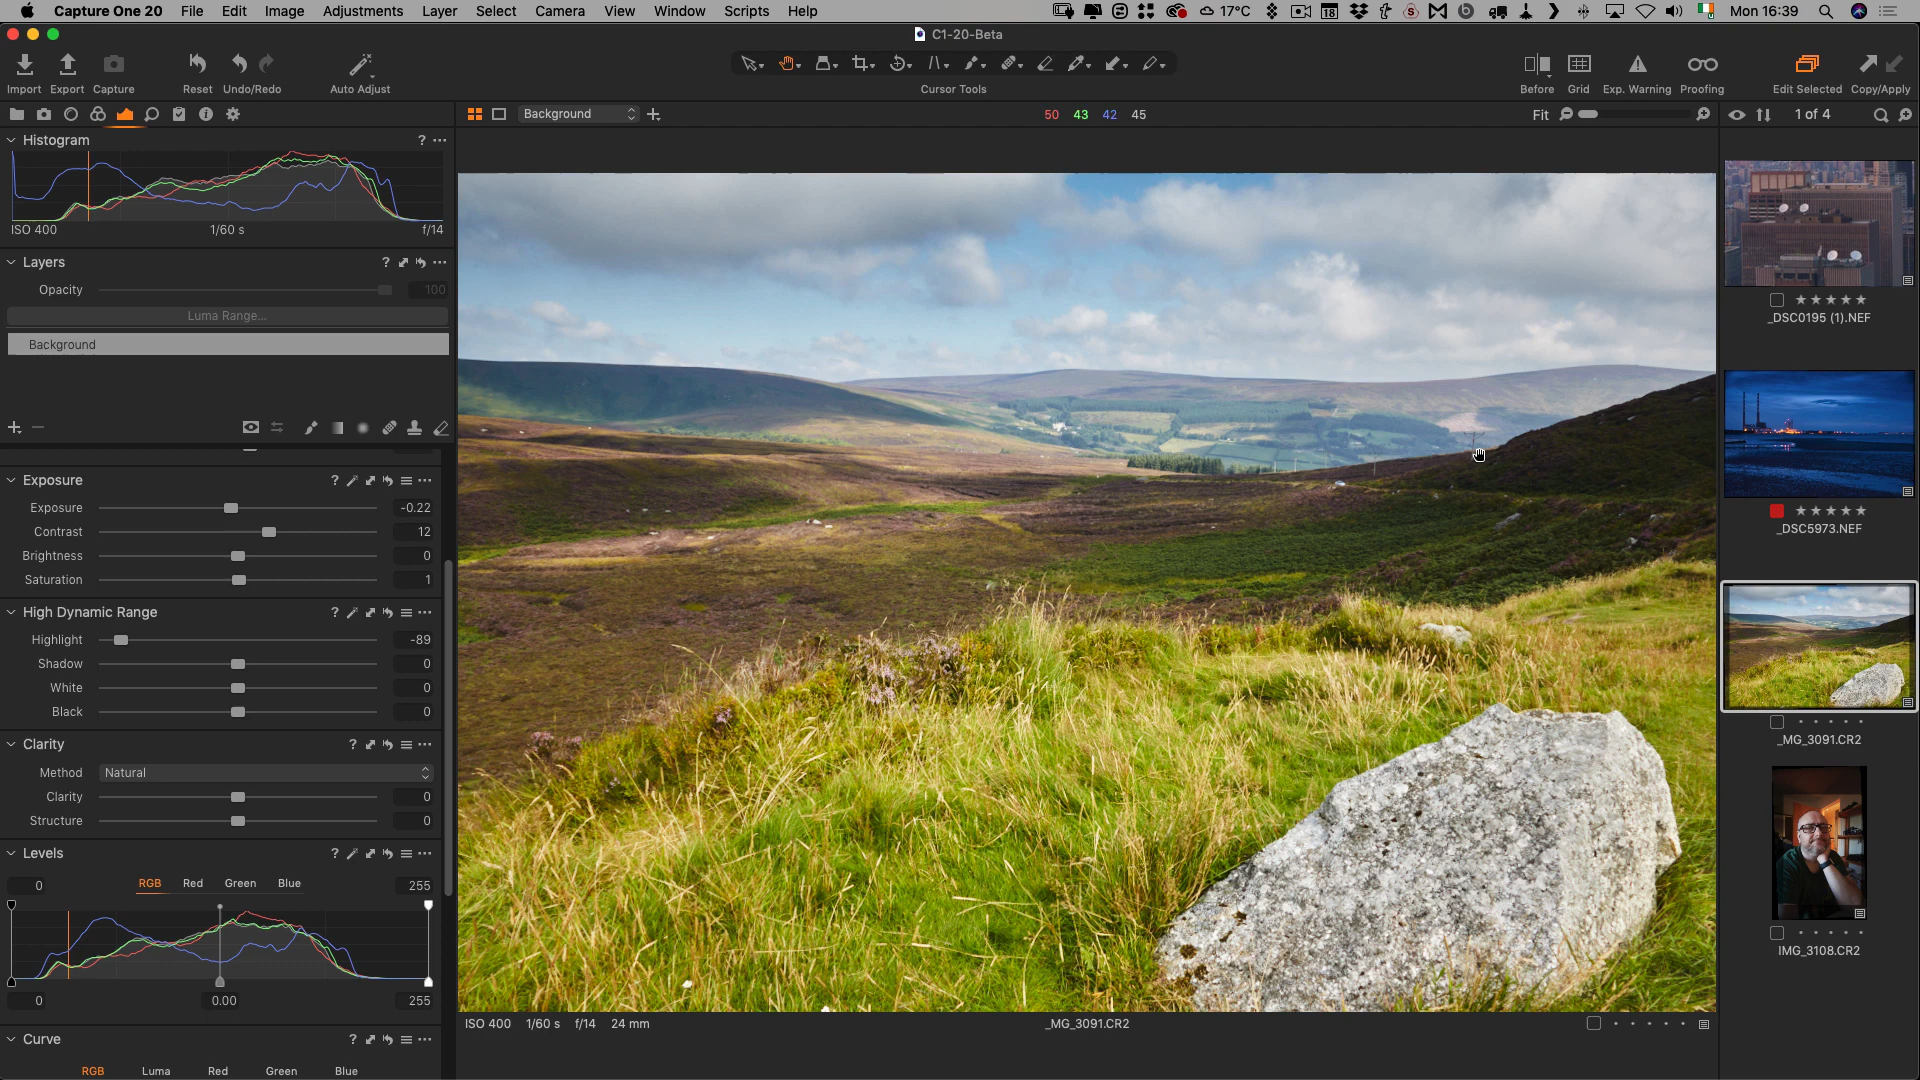 Capture One 20 File Edit Image Adjustments Layer Select Camera View Window Scripts Help 17°C 18 Mon 16:39
C1-20-Beta
Import Export Capture Reset Undo/Redo Auto Adjust Cursor Tools Before Grid Exp. Warning Proofing Edit Selected Copy/Apply
Background 50 43 42 45 Fit 1 of 4
Histogram ?
ISO 400 1/60 s f/14
Layers ?
Opacity 100
Luma Range...
Background
Exposure ?
Exposure -0.22
Contrast 12
Brightness 0
Saturation 1
High Dynamic Range ?
Highlight -89
Shadow 0
White 0
Black 0
Clarity ?
Method Natural
Clarity 0
Structure 0
Levels ?
0 RGB Red Green Blue 255
0 0.00 255
Curve ?
RGB Luma Red Green Blue
ISO 400 1/60 s f/14 24 mm _MG_3091.CR2
_DSC0195 (1).NEF
_DSC5973.NEF
_MG_3091.CR2
IMG_3108.CR2